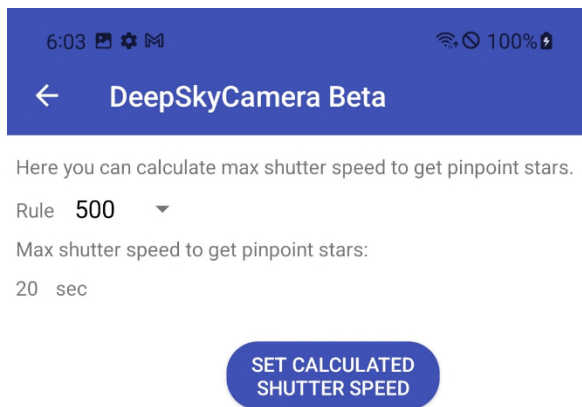 6:03 100%
DeepSkyCamera Beta
Here you can calculate max shutter speed to get pinpoint stars.
Rule 500
Max shutter speed to get pinpoint stars:
20 sec
SET CALCULATED
SHUTTER SPEED